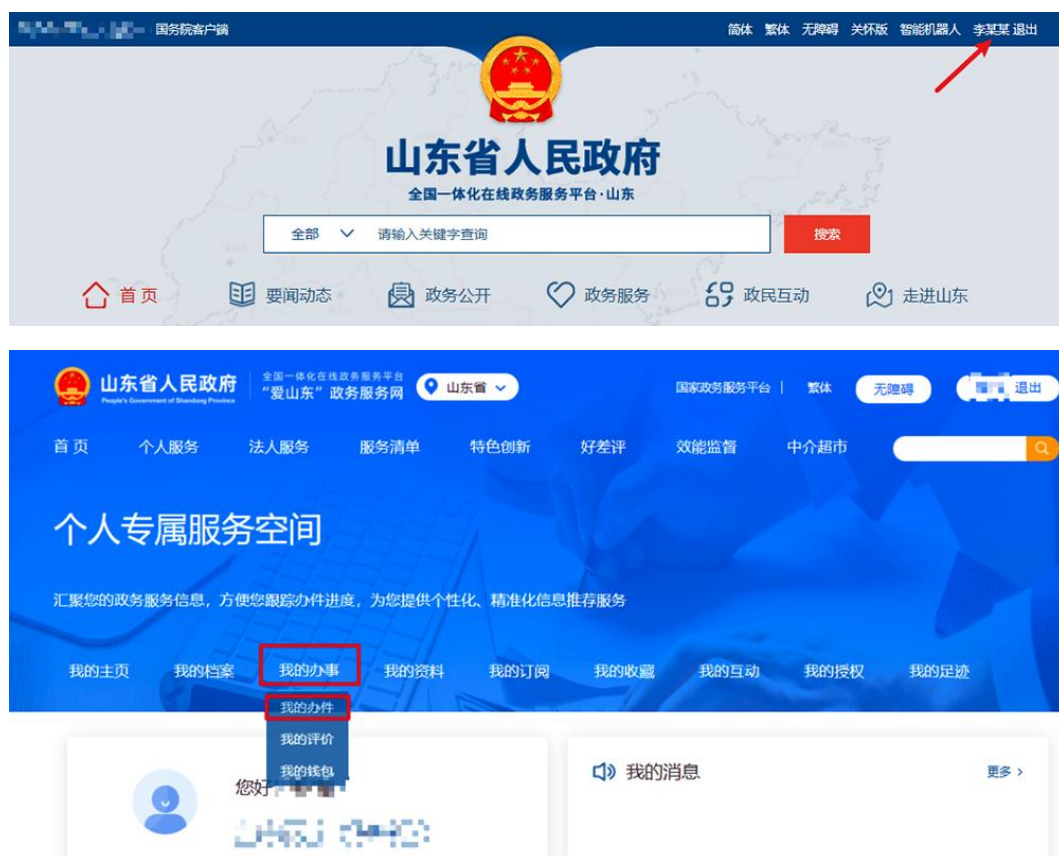 国务院客户端 简体 繁体 无障碍 关怀版 智能机器人 李某某 退出
山东省人民政府
全国一体化在线政务服务平台·山东
全部 请输入关键字查询 搜索
首页 要闻动态 政务公开 政务服务 政民互动 走进山东
山东省人民政府 全国一体化在线政务服务平台 山东省 国家政务服务平台 | 繁体 无障碍 退出
People's Government of Shandong Province “爱山东”政务服务网
首页 个人服务 法人服务 服务清单 特色创新 好差评 效能监督 中介超市
个人专属服务空间
汇聚您的政务服务信息，方便您跟踪办件进度，为您提供个性化、精准化信息推荐服务
我的主页 我的档案 我的办事 我的资料 我的订阅 我的收藏 我的互动 我的授权 我的足迹
我的办件
我的评价
我的钱包
您好 我的消息 更多 ›